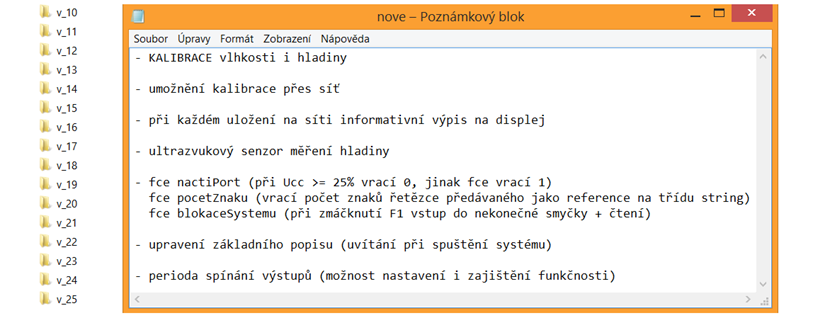 v_10
v_11
v_12
v_13
v_14
v_15
v_16
v_17
v_18
v_19
v_20
v_21
v_22
v_23
v_24
v_25
nove – Poznámkový blok
Soubor Úpravy Formát Zobrazení Nápověda
- KALIBRACE vlhkosti i hladiny
- umožnění kalibrace přes síť
- při každém uložení na síti informativní výpis na displej
- ultrazvukový senzor měření hladiny
- fce nactiPort (při Ucc >= 25% vrací 0, jinak fce vrací 1)
fce pocetZnaku (vrací počet znaků řetězce předávaného jako reference na třídu string)
fce blokaceSystemu (při zmáčknutí F1 vstup do nekonečné smyčky + čtení)
- upravení základního popisu (uvítání při spuštění systému)
- perioda spínání výstupů (možnost nastavení i zajištění funkčnosti)